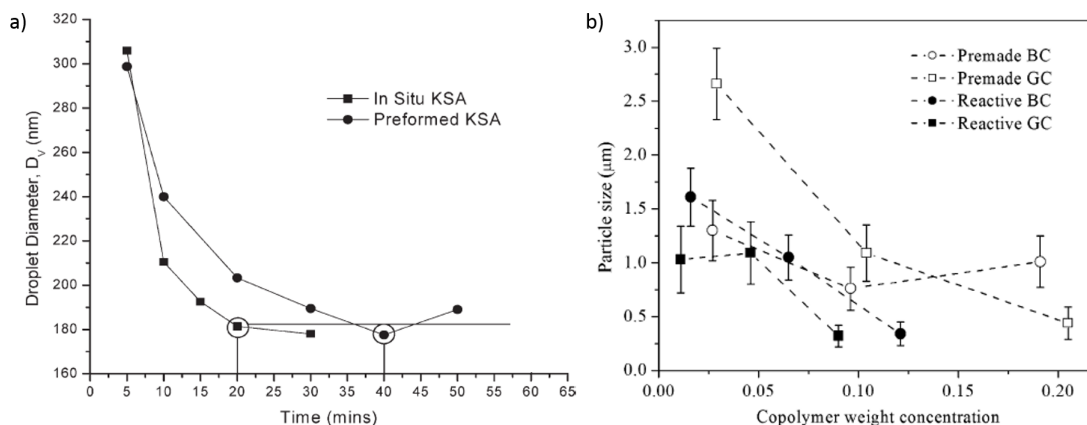 a)
320
300
280
260
240
220
200
180
160
Droplet Diameter, D_V (nm)
In Situ KSA
Preformed KSA
0 5 10 15 20 25 30 35 40 45 50 55 60 65
Time (mins)
b)
3.0
2.5
2.0
1.5
1.0
0.5
0.0
Particle size (μm)
Premade BC
Premade GC
Reactive BC
Reactive GC
0.00 0.05 0.10 0.15 0.20
Copolymer weight concentration